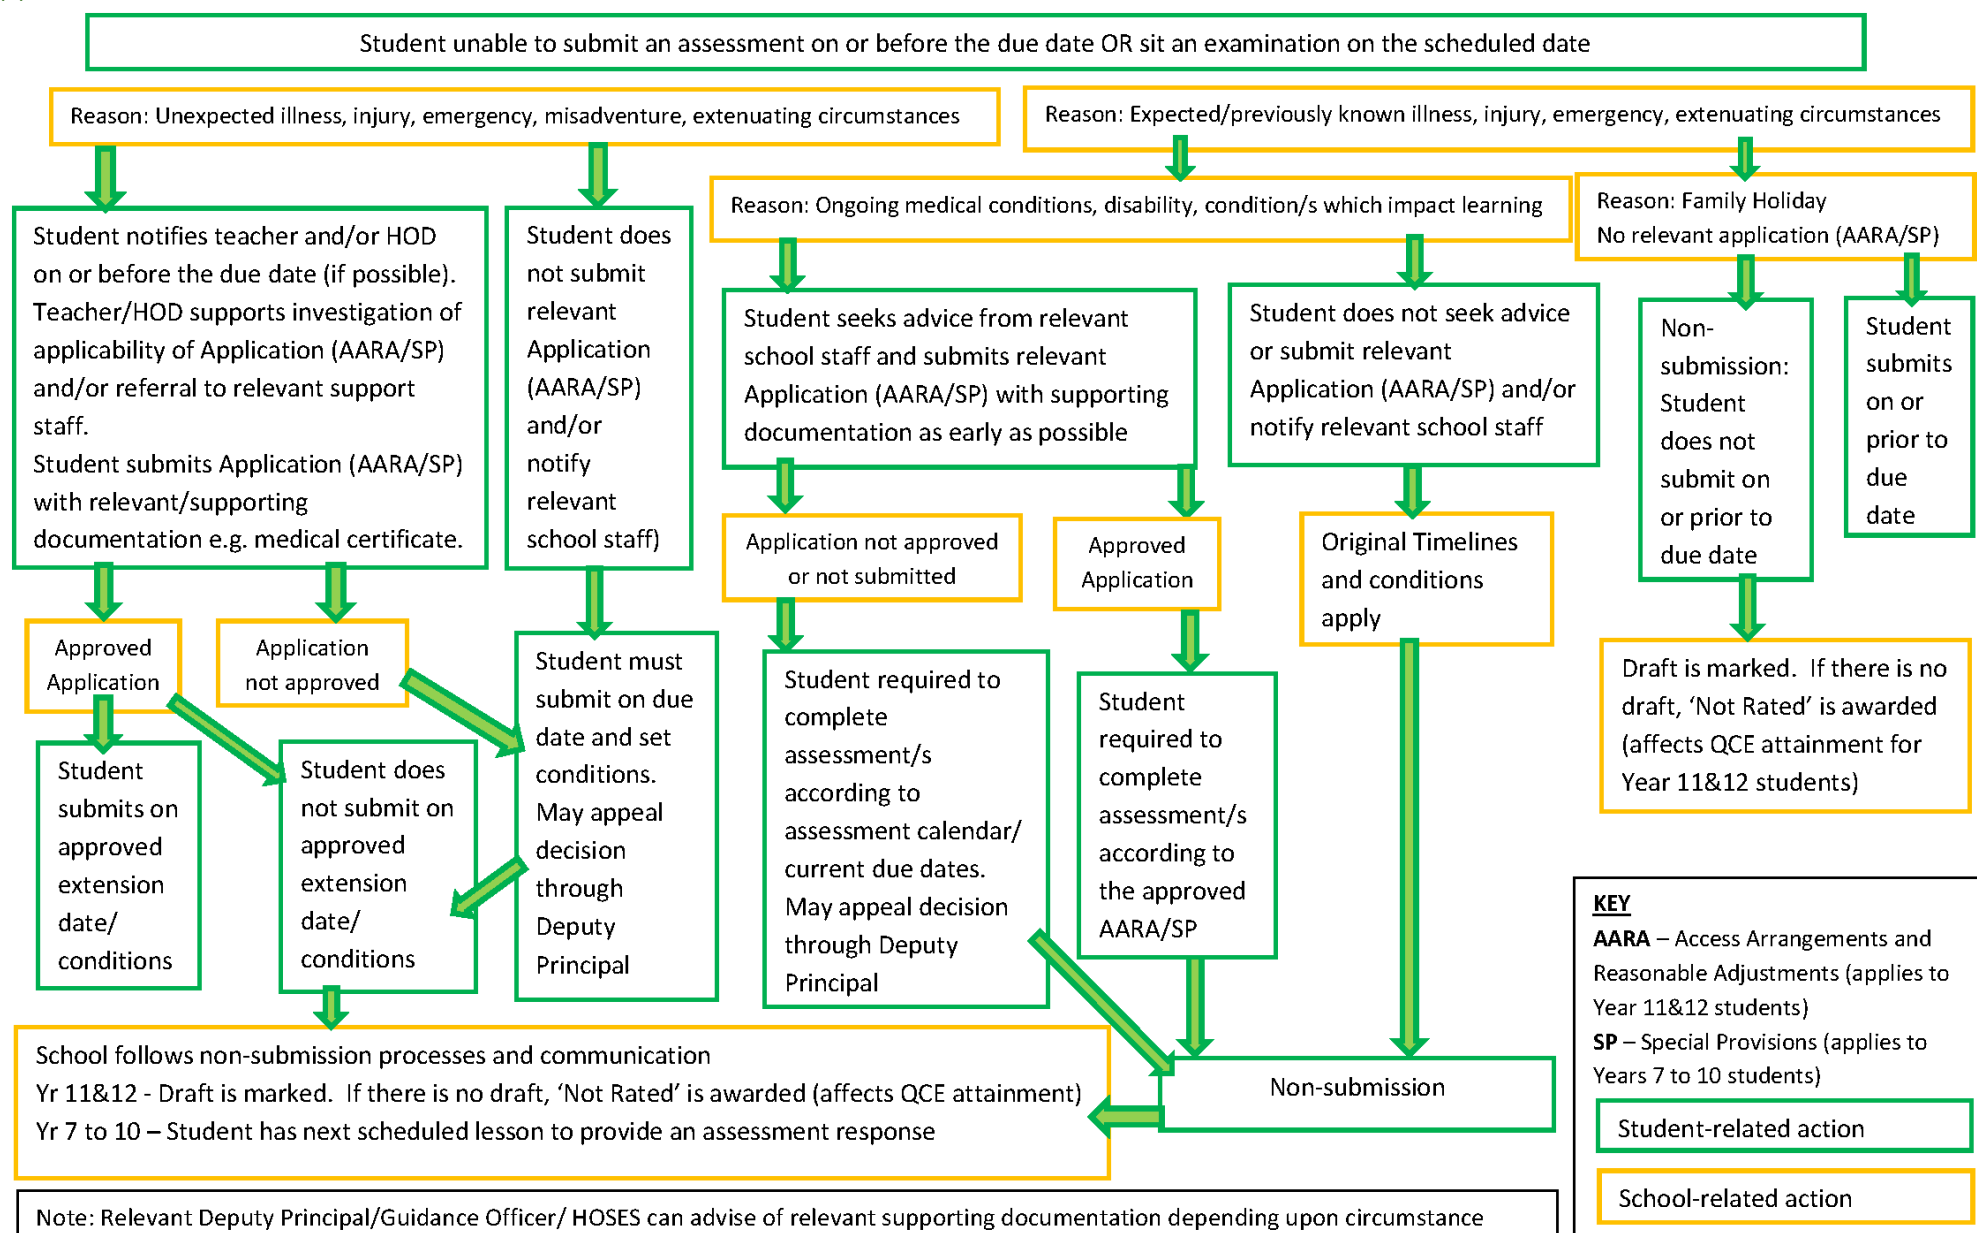 Student unable to submit an assessment on or before the due date OR sit an examination on the scheduled date
Reason: Unexpected illness, injury, emergency, misadventure, extenuating circumstances
Reason: Expected/previously known illness, injury, emergency, extenuating circumstances
Student notifies teacher and/or HOD
on or before the due date (if possible).
Teacher/HOD supports investigation of
applicability of Application (AARA/SP)
and/or referral to relevant support
staff.
Student submits Application (AARA/SP)
with relevant/supporting
documentation e.g. medical certificate.
Student does
not submit
relevant
Application
(AARA/SP)
and/or
notify
relevant
school staff)
Reason: Ongoing medical conditions, disability, condition/s which impact learning
Reason: Family Holiday
No relevant application (AARA/SP)
Student seeks advice from relevant
school staff and submits relevant
Application (AARA/SP) with supporting
documentation as early as possible
Student does not seek advice
or submit relevant
Application (AARA/SP) and/or
notify relevant school staff
Non-
submission:
Student
does not
submit on
or prior to
due date
Student
submits
on or
prior to
due
date
Application not approved
or not submitted
Approved
Application
Original Timelines
and conditions
apply
Approved
Application
Application
not approved
Student must
submit on due
date and set
conditions.
May appeal
decision
through
Deputy
Principal
Student required to
complete
assessment/s
according to
assessment calendar/
current due dates.
May appeal decision
through Deputy
Principal
Student
required to
complete
assessment/s
according to
the approved
AARA/SP
Draft is marked.  If there is no
draft, ‘Not Rated’ is awarded
(affects QCE attainment for
Year 11&12 students)
Student
submits on
approved
extension
date/
conditions
Student does
not submit on
approved
extension
date/
conditions
School follows non-submission processes and communication
Yr 11&12 - Draft is marked.  If there is no draft, ‘Not Rated’ is awarded (affects QCE attainment)
Yr 7 to 10 – Student has next scheduled lesson to provide an assessment response
Non-submission
KEY
AARA – Access Arrangements and
Reasonable Adjustments (applies to
Year 11&12 students)
SP – Special Provisions (applies to
Years 7 to 10 students)
Student-related action
School-related action
Note: Relevant Deputy Principal/Guidance Officer/ HOSES can advise of relevant supporting documentation depending upon circumstance